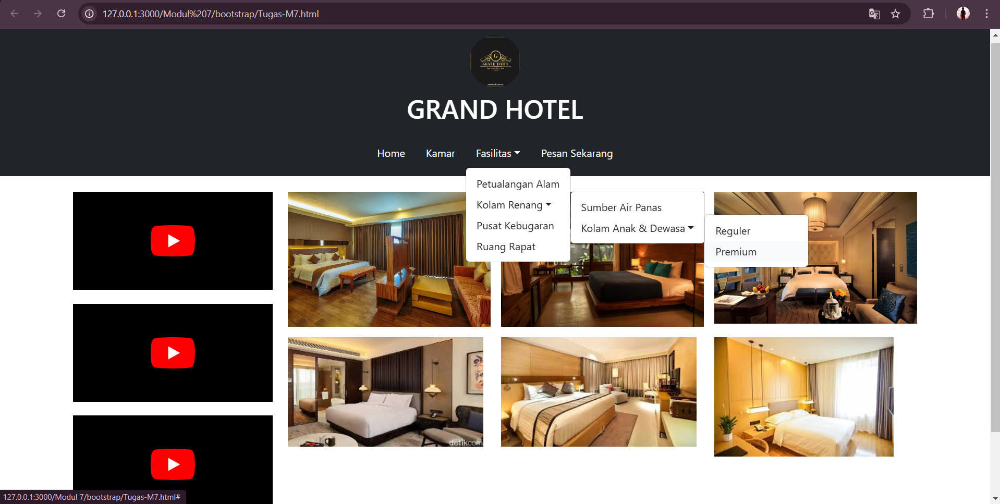 127.0.0.1:3000/Modul%207/bootstrap/Tugas-M7.html
G
GRAND HOTEL
GRAND HOTEL
Home Kamar Fasilitas Pesan Sekarang
Petualangan Alam
Kolam Renang
Pusat Kebugaran
Ruang Rapat
Sumber Air Panas
Kolam Anak & Dewasa
Reguler
Premium
detikcom
127.0.0.1:3000/Modul 7/bootstrap/Tugas-M7.html#